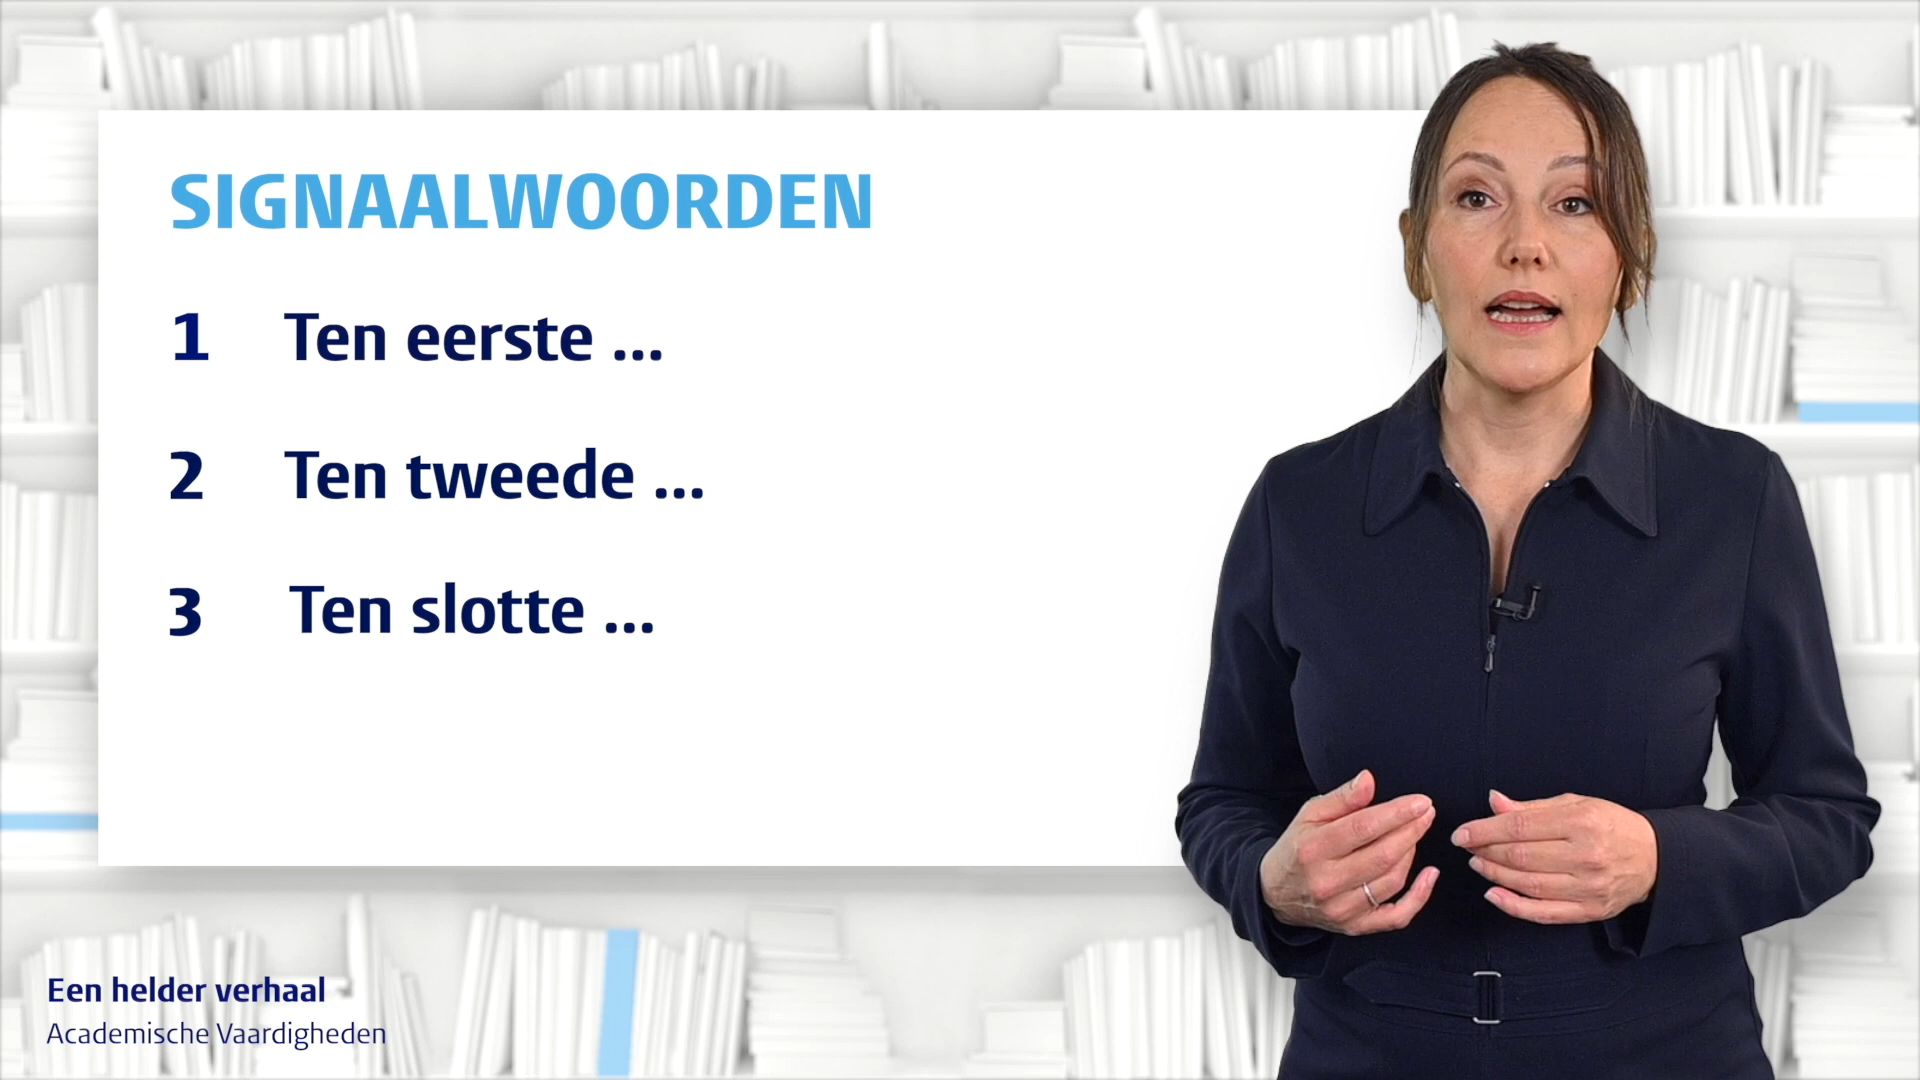 SIGNAALWOORDEN
1 Ten eerste ...
2 Ten tweede ...
3 Ten slotte ...
Een helder verhaal
Academische Vaardigheden